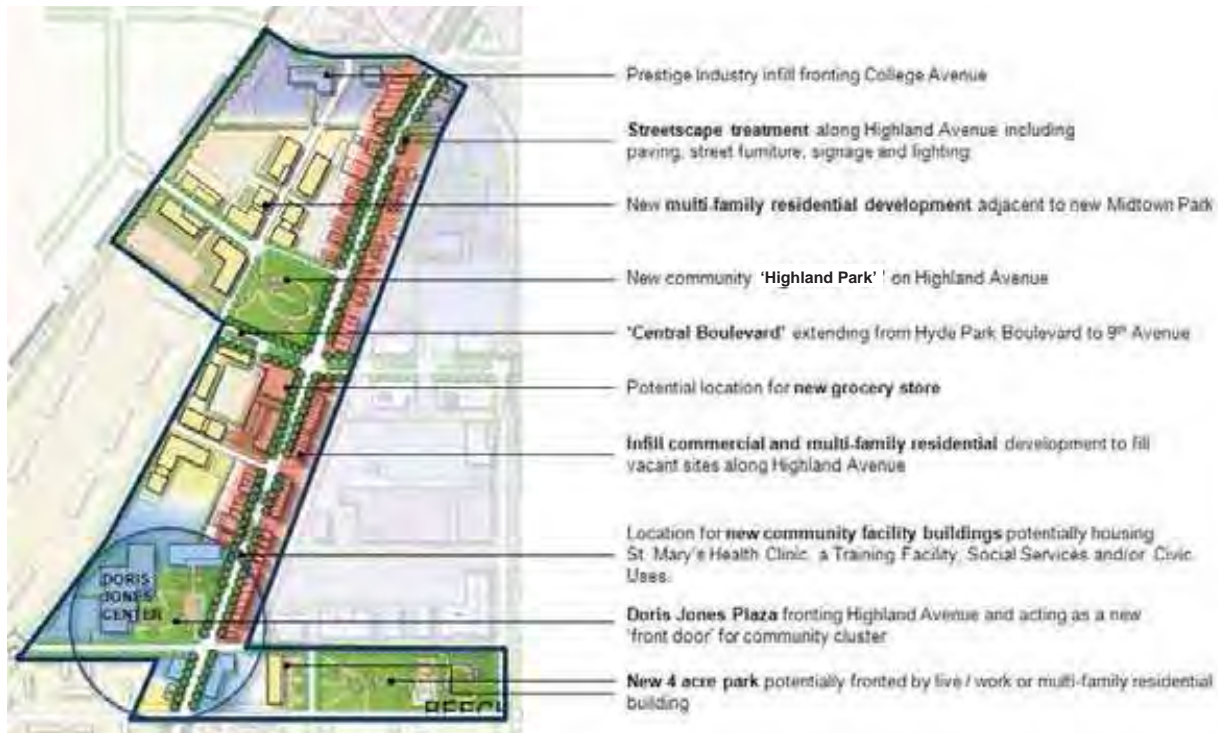 Prestige Industry infill fronting College Avenue
Streetscape treatment along Highland Avenue including
paving, street furniture, signage and lighting
New multi-family residential development adjacent to new Midtown Park
New community 'Highland Park' ' on Highland Avenue
'Central Boulevard' extending from Hyde Park Boulevard to 9th Avenue
Potential location for new grocery store
Infill commercial and multi-family residential development to fill
vacant sites along Highland Avenue
Location for new community facility buildings potentially housing
St. Mary's Health Clinic, a Training Facility, Social Services and/or Civic
Uses.
DORIS
JONES
CENTER
Doris Jones Plaza fronting Highland Avenue and acting as a new
'front door' for community cluster
New 4 acre park potentially fronted by live / work or multi-family residential
building
BEECH